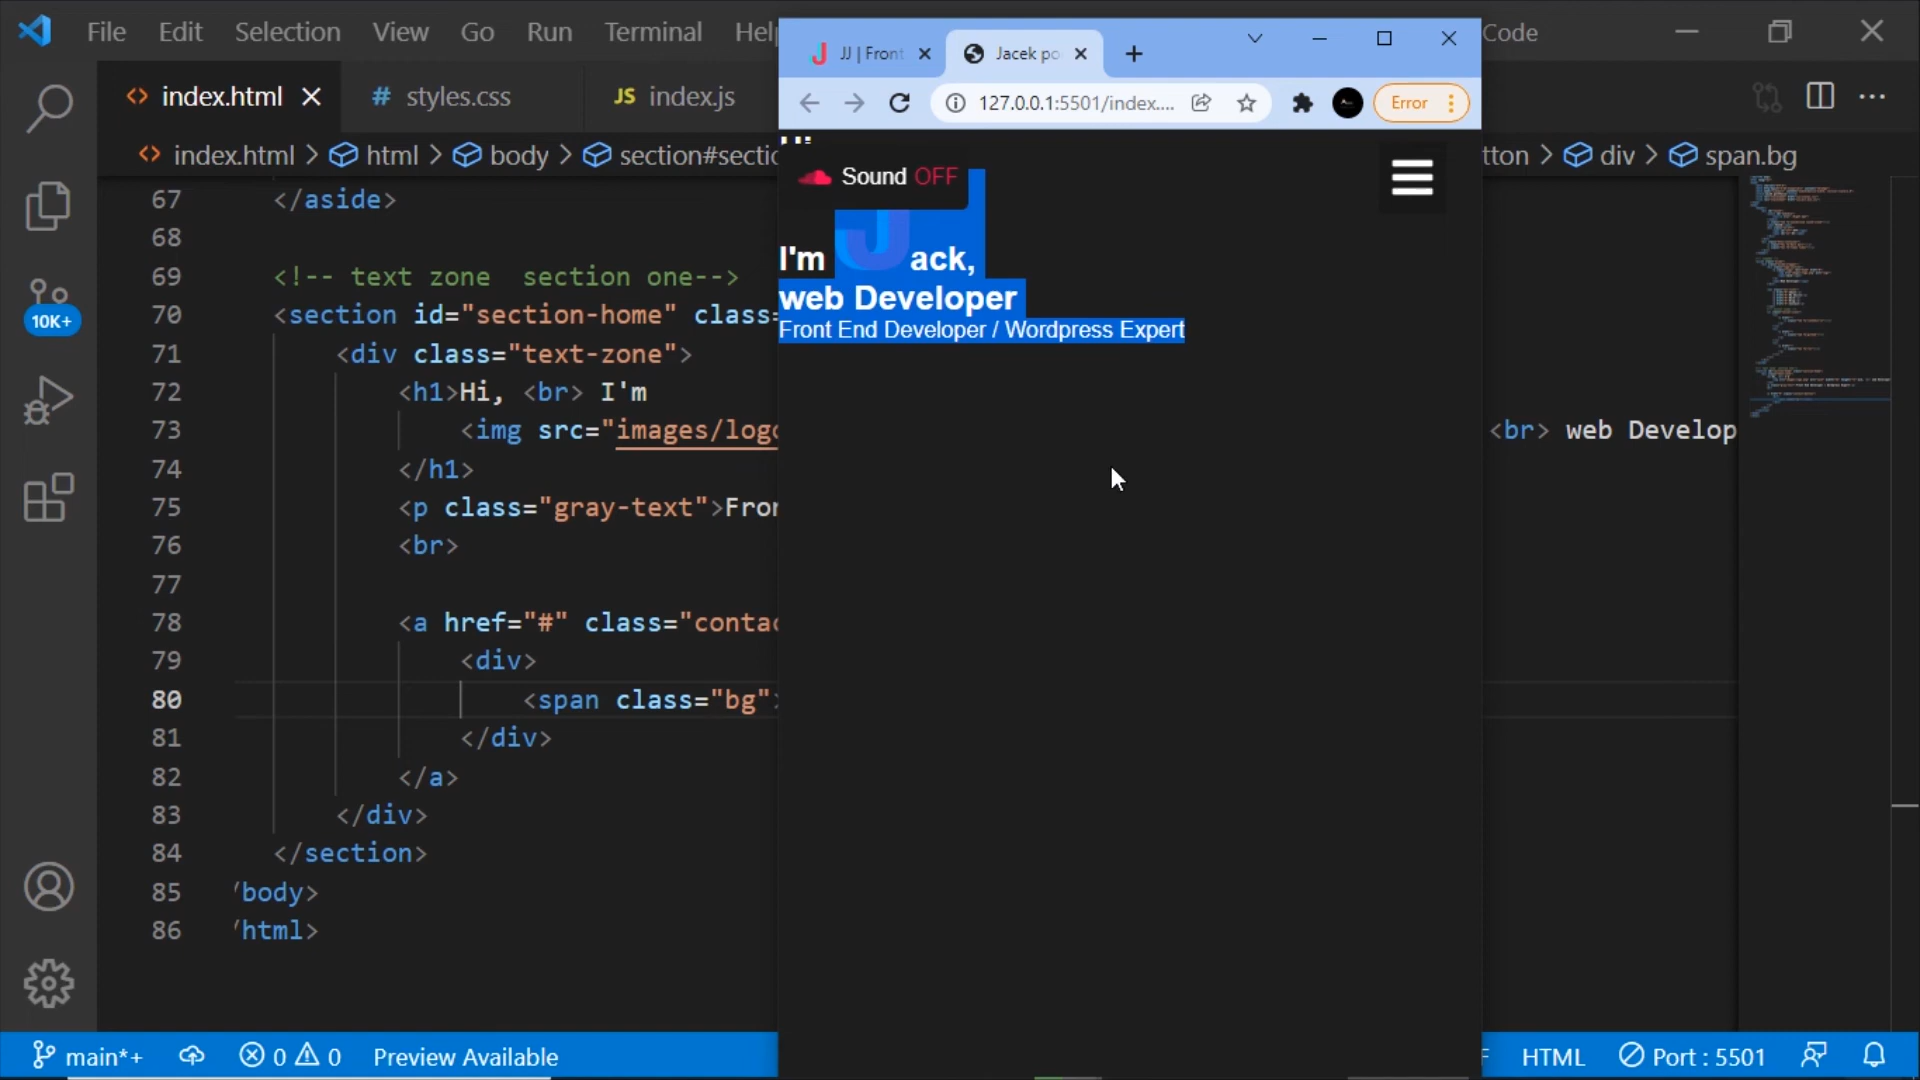 File Edit Selection View Go Run Terminal Hel
Code
JJ | Front
Jacek po
index.html
# styles.css
JS index.js
127.0.0.1:5501/index....
Error
index.html > html > body > section#sectio
tton > div > span.bg
Sound OFF
I'm Jack,
web Developer
Front End Developer / Wordpress Expert
67 </aside>
68
69 <!-- text zone  section one-->
70 <section id="section-home" class=
71 <div class="text-zone">
72 <h1>Hi, <br> I'm
73 <img src="images/logo
<br> web Develop
74 </h1>
75 <p class="gray-text">Fron
76 <br>
77
78 <a href="#" class="contac
79 <div>
80 <span class="bg">
81 </div>
82 </a>
83 </div>
84 </section>
85 /body>
86 /html>
10K+
main*+
0
0
Preview Available
HTML
Port : 5501